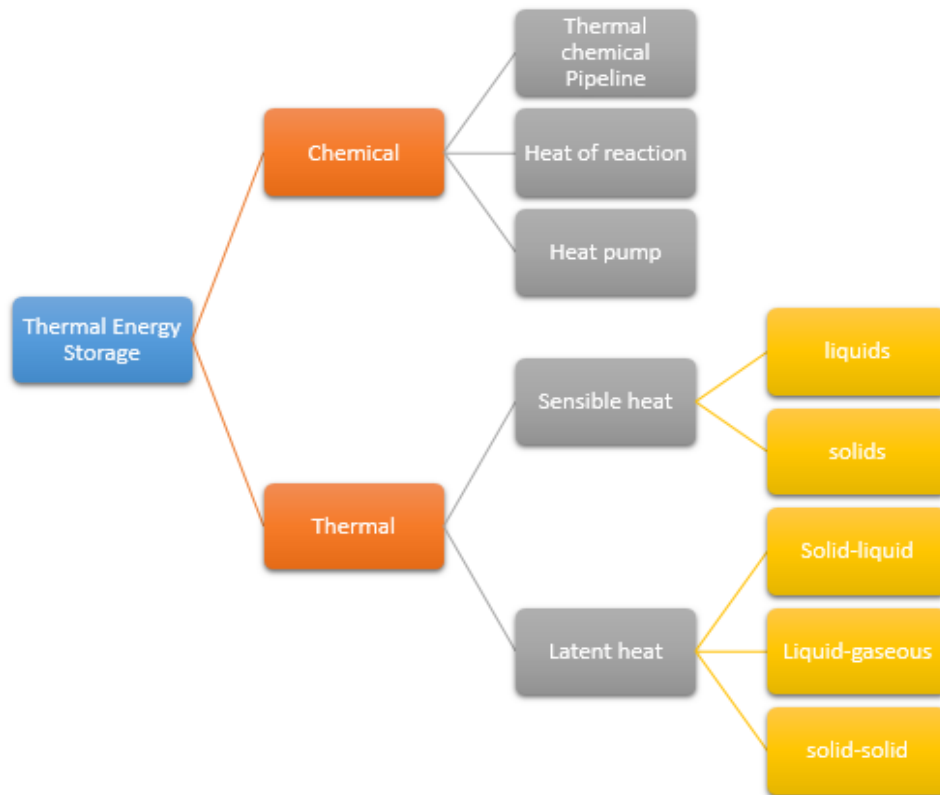 Thermal
chemical
Pipeline
Chemical
Heat of reaction
Heat pump
Thermal Energy
Storage
liquids
Sensible heat
solids
Thermal
Solid-liquid
Latent heat
Liquid-gaseous
solid-solid